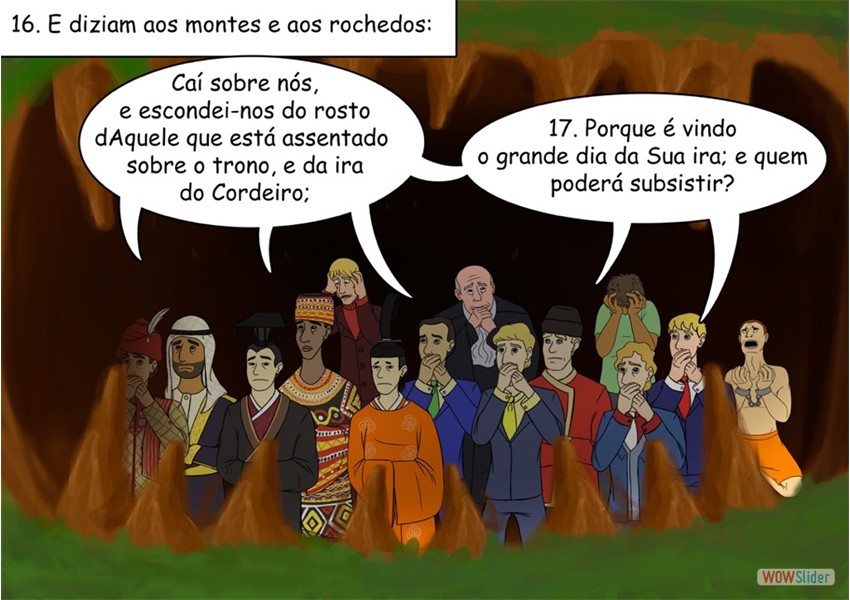 16. E diziam aos montes e aos rochedos:
Caí sobre nós,
e escondei-nos do rosto
dAquele que está assentado
sobre o trono, e da ira
do Cordeiro;
17. Porque é vindo
o grande dia da Sua ira; e quem
poderá subsistir?
WOWSlider